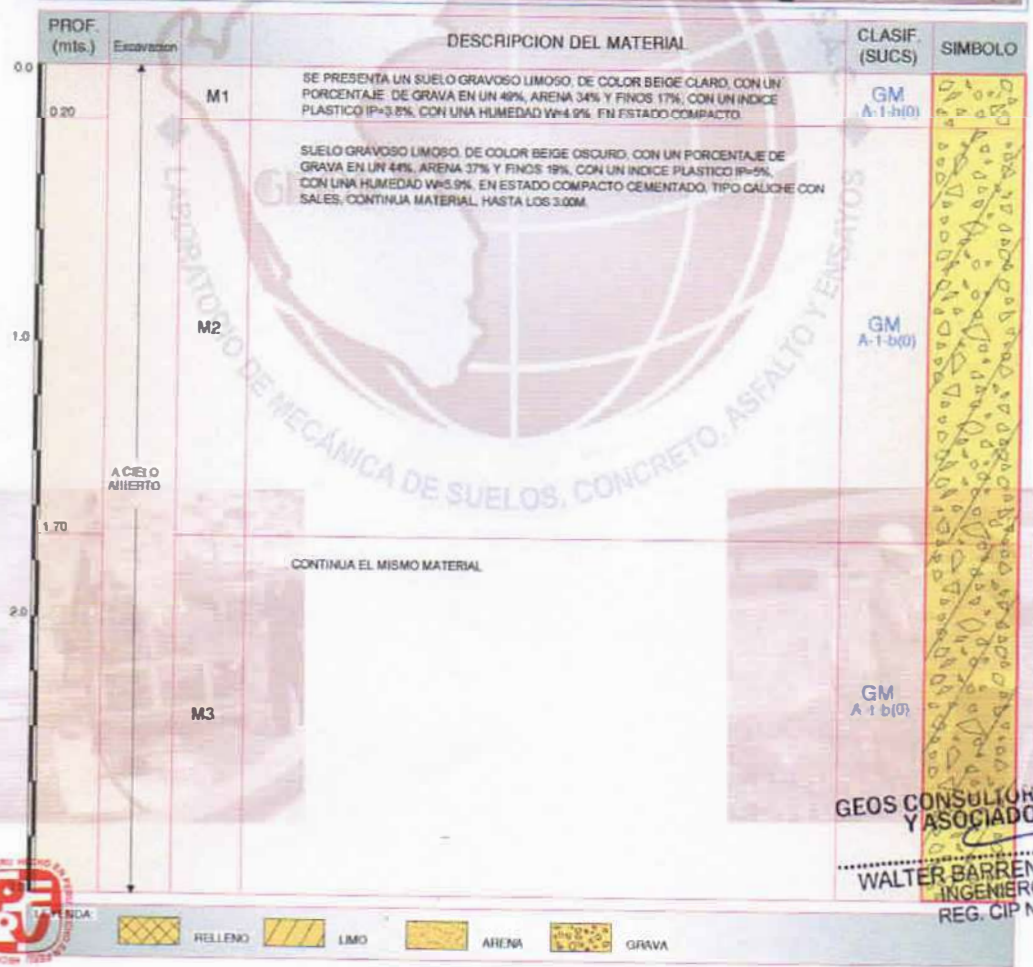 PROF.
(mts.)
Excavacion
DESCRIPCION DEL MATERIAL
CLASIF.
(SUCS)
SIMBOLO
0.0
0.20
M1
SE PRESENTA UN SUELO GRAVOSO LIMOSO, DE COLOR BEIGE CLARO, CON UN
PORCENTAJE DE GRAVA EN UN 49%, ARENA 34% Y FINOS 17%, CON UN INDICE
PLASTICO IP=3.8%, CON UNA HUMEDAD W=4.9% EN ESTADO COMPACTO.
GM
A-1-b(0)
SUELO GRAVOSO LIMOSO, DE COLOR BEIGE OSCURO, CON UN PORCENTAJE DE
GRAVA EN UN 44%, ARENA 37% Y FINOS 19%, CON UN INDICE PLASTICO IP=5%,
CON UNA HUMEDAD W=5.9%, EN ESTADO COMPACTO CEMENTADO, TIPO CALICHE CON
SALES, CONTINUA MATERIAL, HASTA LOS 3.00M.
1.0
M2
GM
A-1-b(0)
A CIELO
ABIERTO
1.70
CONTINUA EL MISMO MATERIAL
2.0
M3
GM
A-1-b(0)
LABORATORIO DE MECÁNICA DE SUELOS, CONCRETO, ASFALTO Y ENSAYOS
GEOS
Y ASOCIADO
WALTER
INGENIERO
REG. CIP N
LEYENDA:
RELLENO
LIMO
ARENA
GRAVA